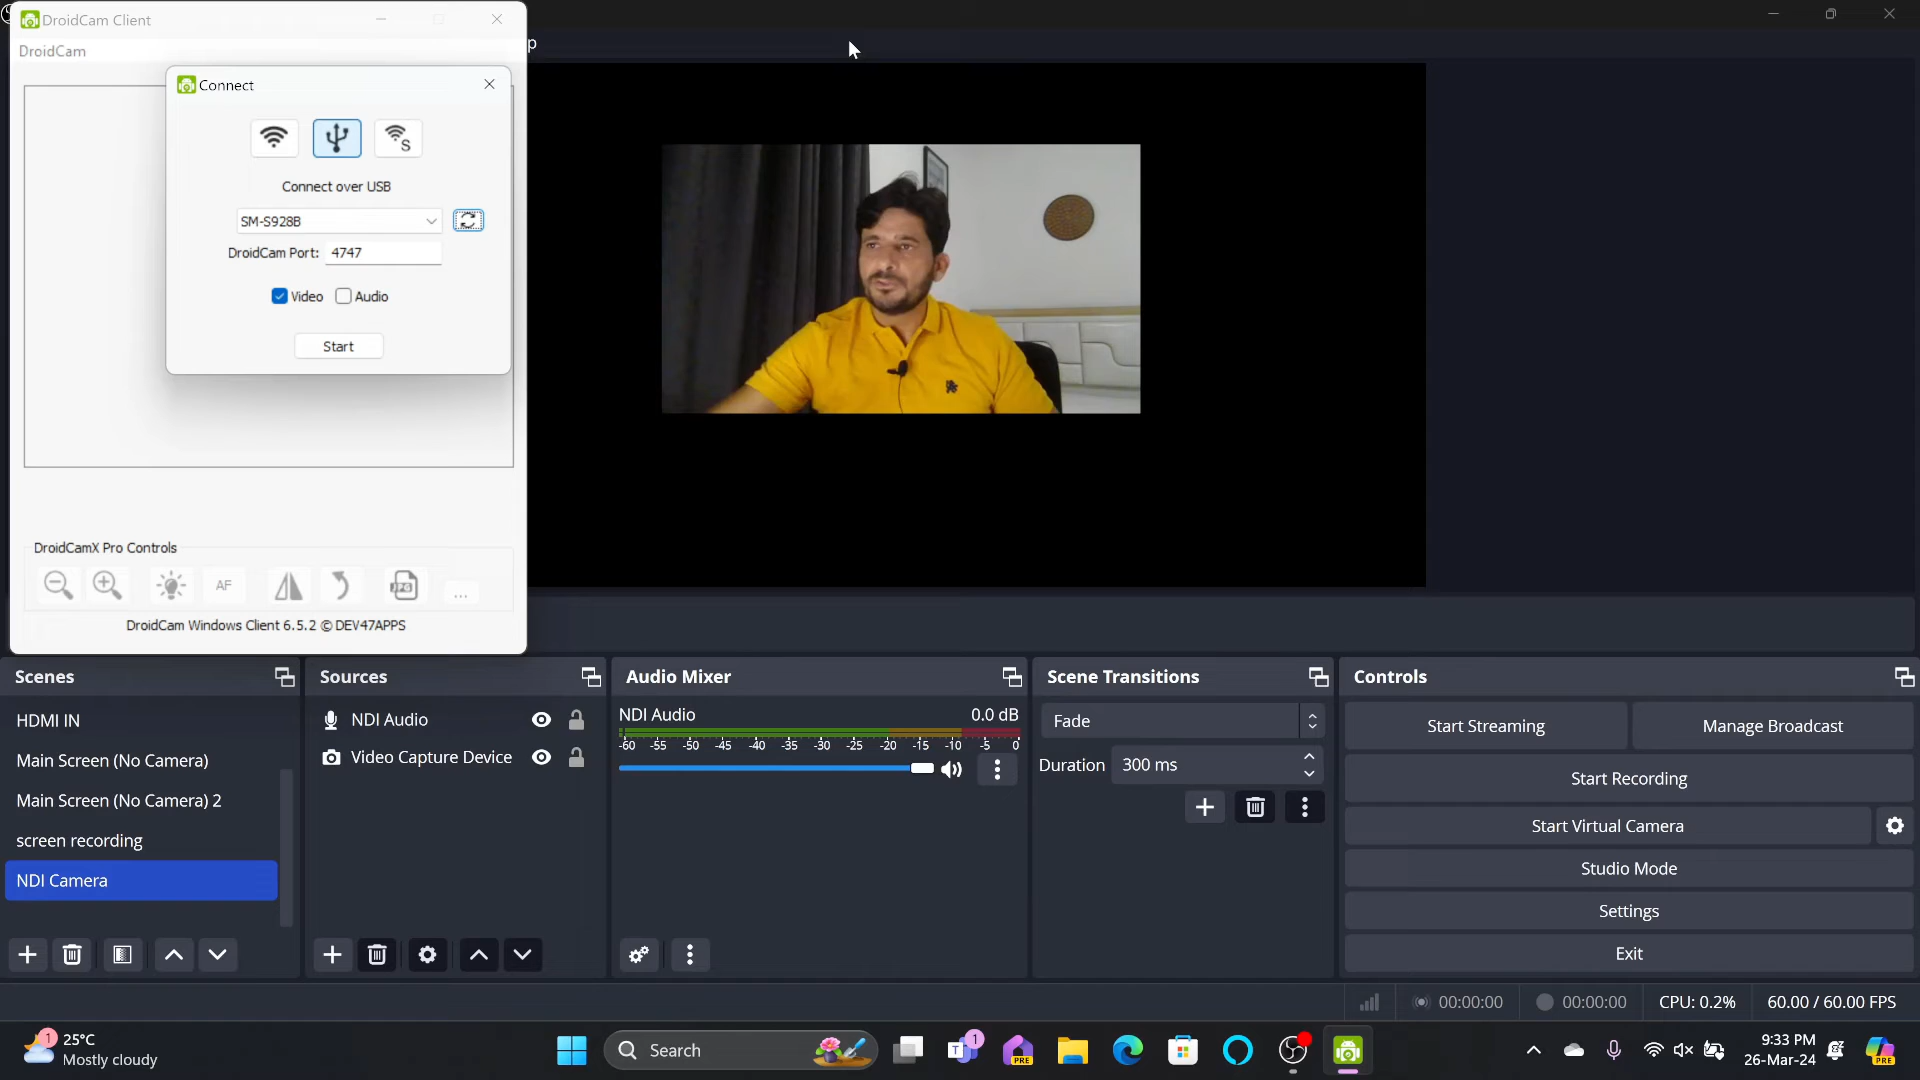 DroidCam Client
DroidCam
p
Connect
S
Connect over USB
SM-S928B
DroidCam Port: 4747
Video Audio
Start
DroidCamX Pro Controls
AF
JPG
...
DroidCam Windows Client 6.5.2 © DEV47APPS
Scenes
HDMI IN
Main Screen (No Camera)
Main Screen (No Camera) 2
screen recording
NDI Camera
Sources
NDI Audio
Video Capture Device
Audio Mixer
NDI Audio 0.0 dB
-60 -55 -50 -45 -40 -35 -30 -25 -20 -15 -10 -5 0
Scene Transitions
Fade
Duration 300 ms
Controls
Start Streaming
Manage Broadcast
Start Recording
Start Virtual Camera
Studio Mode
Settings
Exit
00:00:00
00:00:00
CPU: 0.2%
60.00 / 60.00 FPS
1
25°C
Mostly cloudy
Search
T
1
PRE
9:33 PM
26-Mar-24
PRE